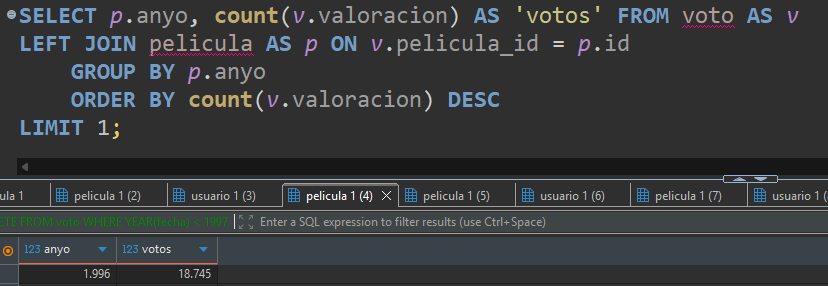 SELECT p.anyo, count(v.valoracion) AS 'votos' FROM voto AS v
LEFT JOIN pelicula AS p ON v.pelicula_id = p.id
GROUP BY p.anyo
ORDER BY count(v.valoracion) DESC
LIMIT 1;
ula 1 pelicula 1 (2) usuario 1 (3) pelicula 1 (4) pelicula 1 (5) usuario 1 (6) pelicula 1 (7) usuario 1 (
TE FROM voto WHERE YEAR(fecha) = 1997 Enter a SQL expression to filter results (use Ctrl+Space)
123 anyo 123 votos
1.996 18.745